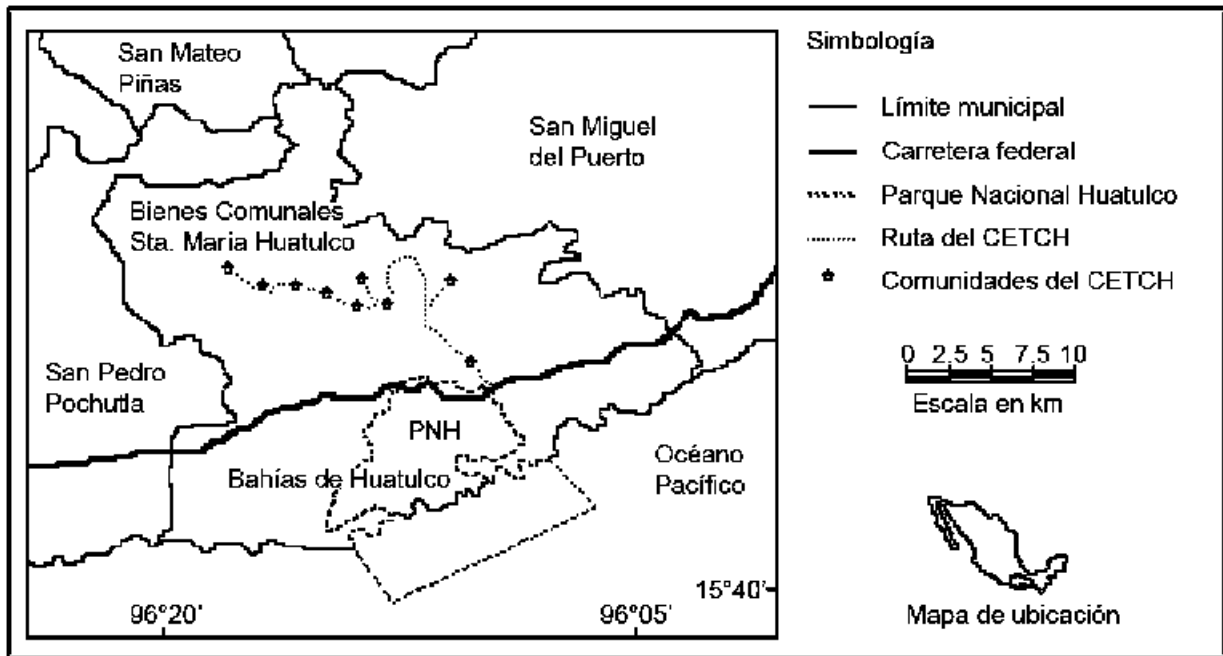 San Mateo
Piñas
San Miguel
del Puerto
Bienes Comunales
Sta. María Huatulco
San Pedro
Pochutla
PNH
Bahías de Huatulco
Océano
Pacífico
15°40'
96°20'
96°05'
Simbología
Límite municipal
Carretera federal
Parque Nacional Huatulco
Ruta del CETCH
Comunidades del CETCH
0 2.5 5 7.5 10
Escala en km
Mapa de ubicación